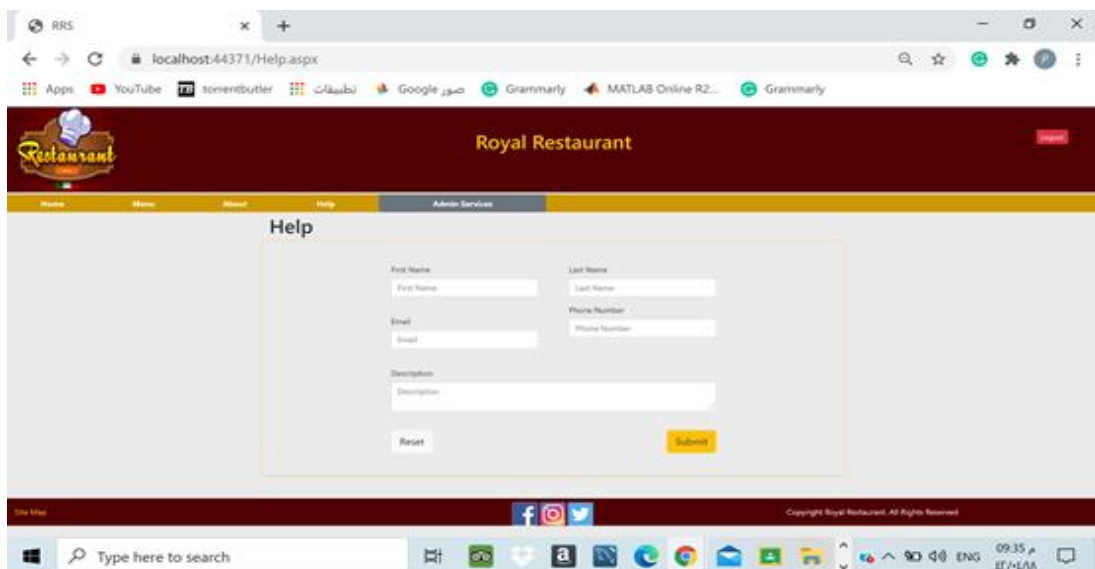 RRS
localhost:44371/Help.aspx
Apps YouTube torrentbutler تطبيقات صور Google Grammarly MATLAB Online R2... Grammarly
Restaurant
Royal Restaurant
Logout
Home Menu About Help Admin Services
Help
First Name Last Name
First Name Last Name
Email Phone Number
Email Phone Number
Description
Description
Reset Submit
Site Map Copyright Royal Restaurant. All Rights Reserved
Type here to search ENG 09:35 م